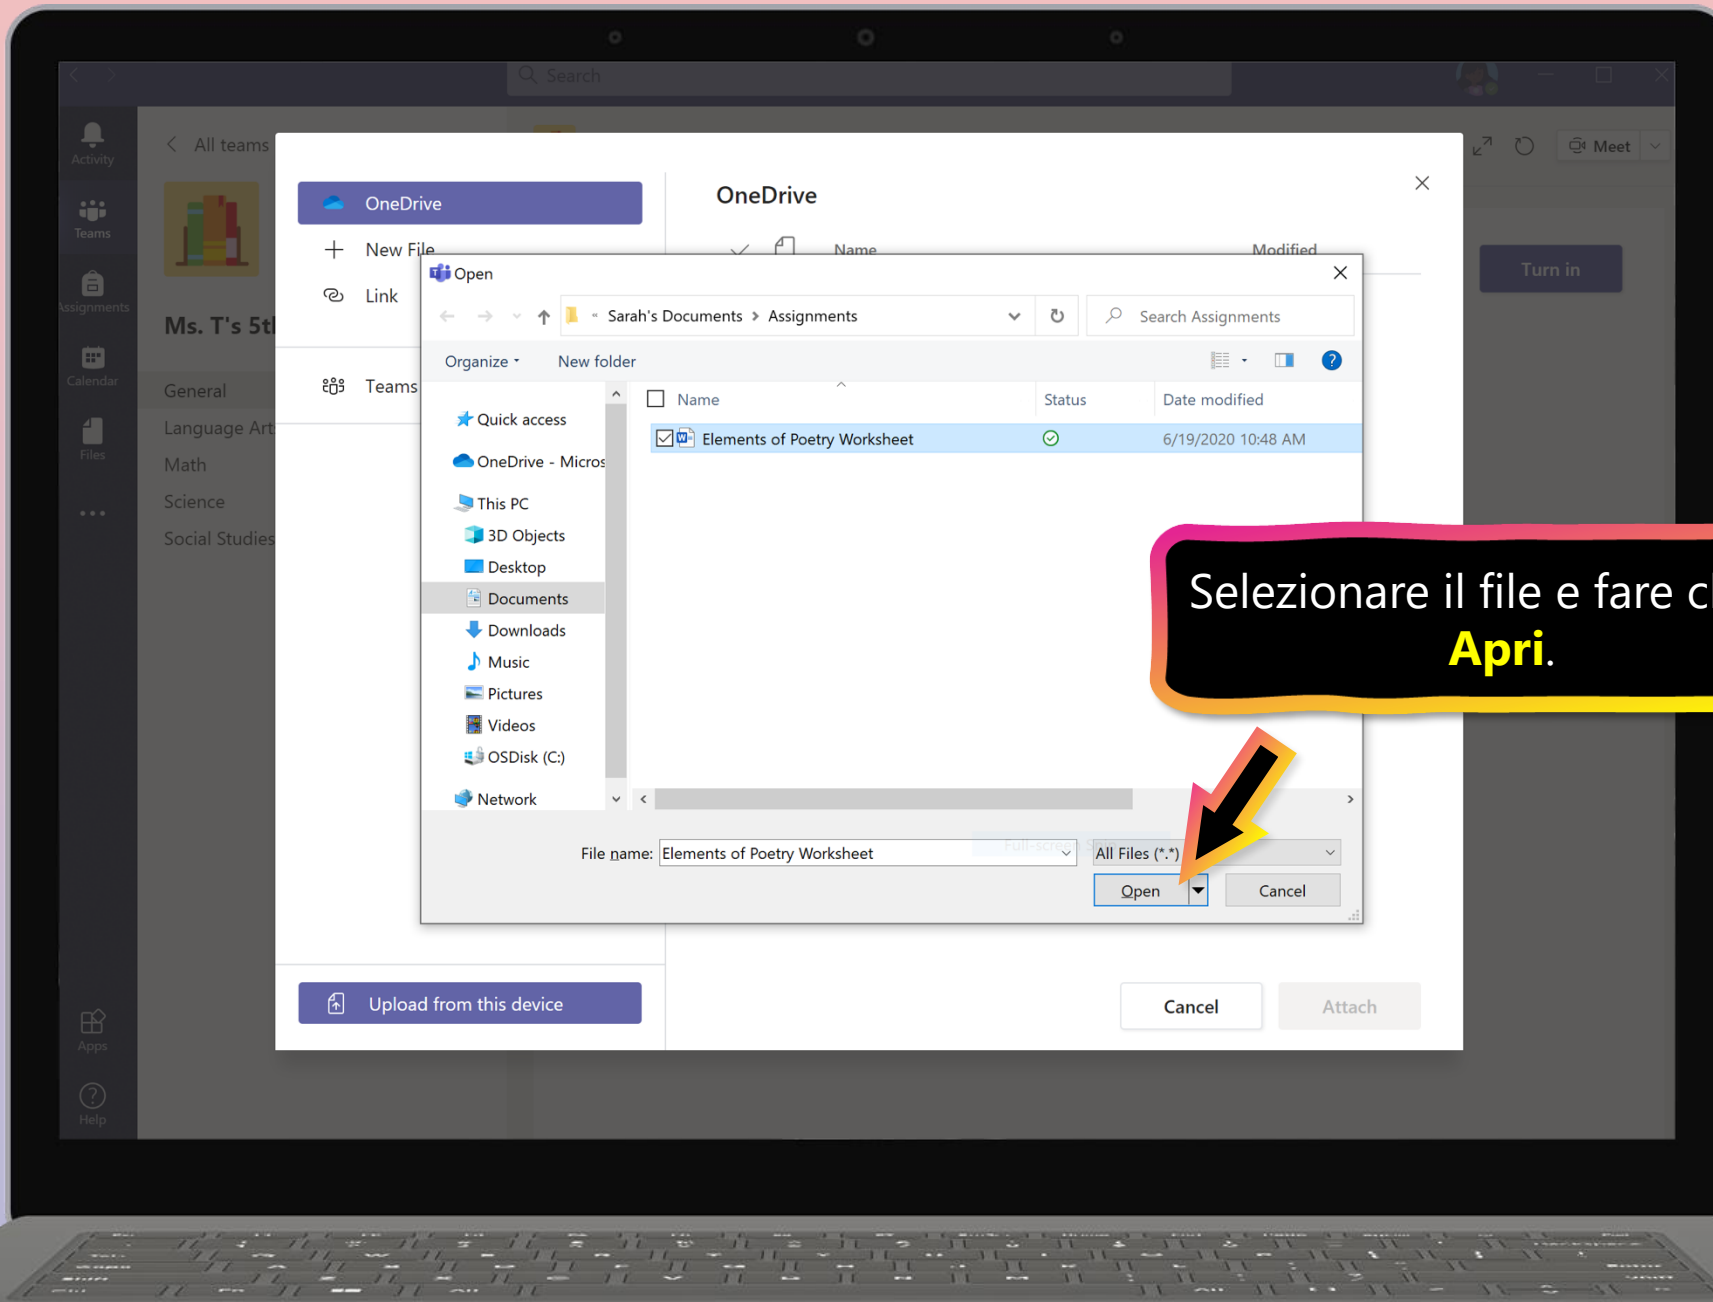 Search
Activity
Teams
Assignments
Calendar
Files
Apps
Help
All teams
Ms. T's 5th
General
Language Art
Math
Science
Social Studies
Meet
Turn in
OneDrive
New File
Link
Teams
Upload from this device
OneDrive
Name Modified
Open
« Sarah's Documents > Assignments
Search Assignments
Organize New folder
Name Status Date modified
Elements of Poetry Worksheet 6/19/2020 10:48 AM
Quick access
OneDrive - Micros
This PC
3D Objects
Desktop
Documents
Downloads
Music
Pictures
Videos
OSDisk (C:)
Network
File name: Elements of Poetry Worksheet
All Files (*.*)
Open Cancel
Cancel Attach
Selezionare il file e fare
Apri.